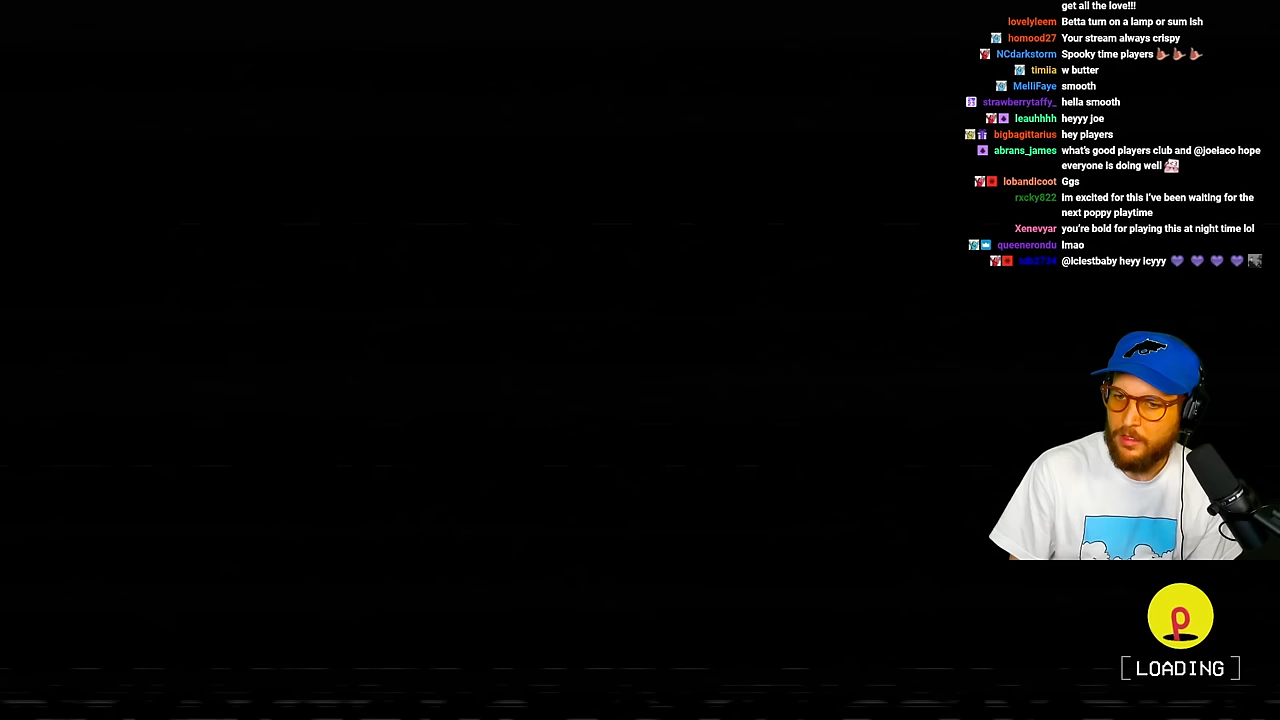 get all the love!!!
lovelyleem Betta turn on a lamp or sum ish
homood27 Your stream always crispy
NCdarkstorm Spooky time players
timiia w butter
MelliFaye smooth
strawberrytaffy_ hella smooth
leauhhhh heyyy joe
bigbagittarius hey players
abrans_james what's good players club and @joeiaco hope
everyone is doing well
lobandicoot Ggs
rxcky822 Im excited for this I've been waiting for the
next poppy playtime
Xenevyar you're bold for playing this at night time lol
queenerondu lmao
@iciestbaby heyy icyyy
p
[LOADING]